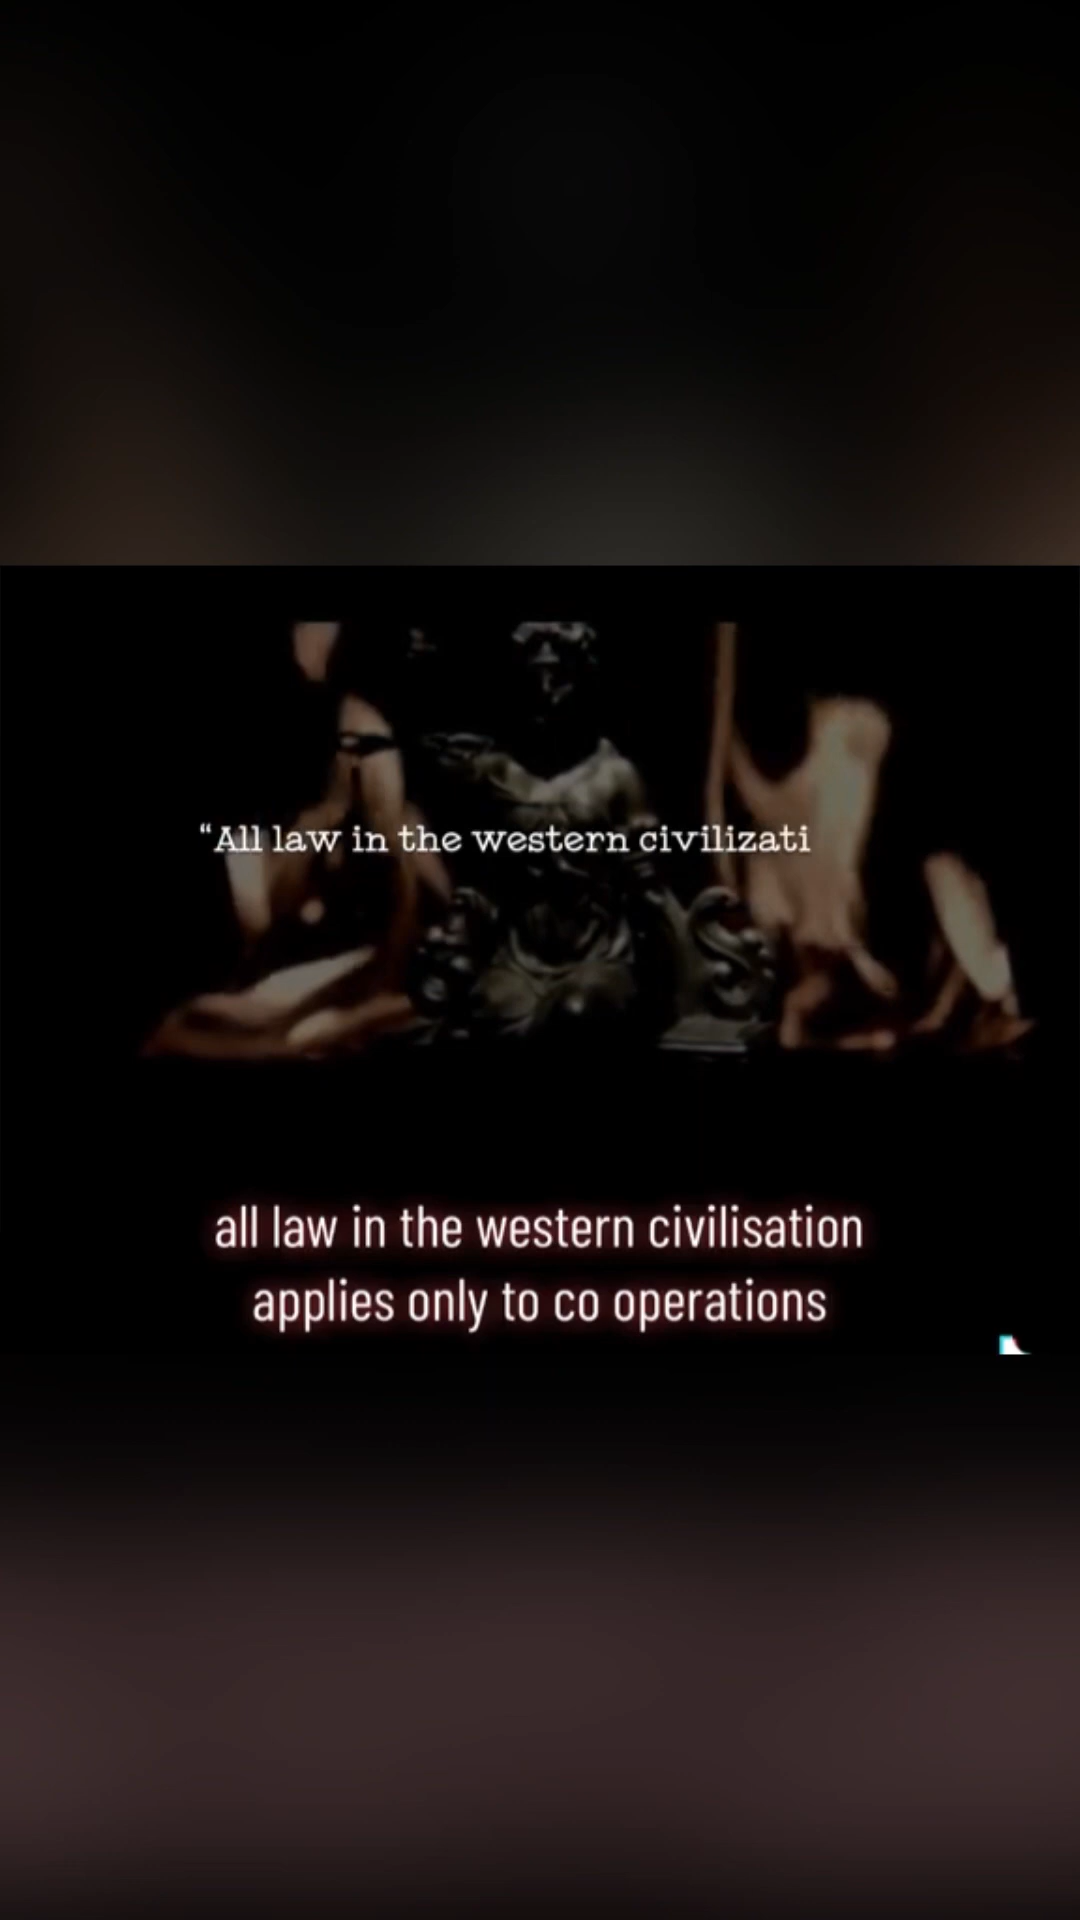 “All law in the western civilizati
all law in the western civilisation
applies only to co operations